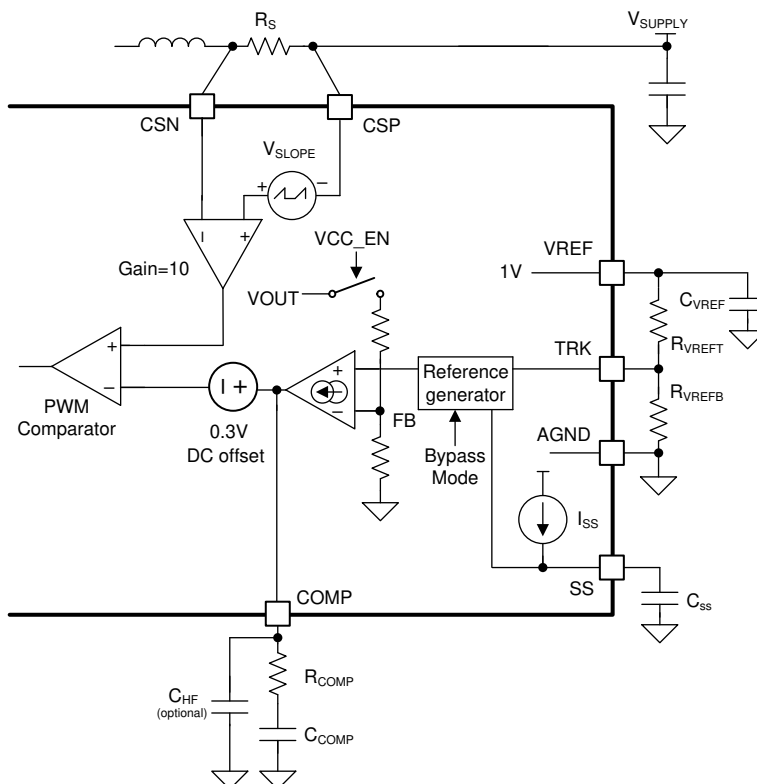 R_S
V_SUPPLY
CSN
CSP
V_SLOPE
+
−
−
+
VCC_EN
Gain=10
VOUT
VREF
1V
C_VREF
R_VREFT
TRK
+
−
PWM
Comparator
− +
0.3V
DC offset
+
−
FB
Reference
generator
Bypass
Mode
R_VREFB
AGND
I_SS
SS
C_ss
COMP
R_COMP
C_HF
(optional)
C_COMP